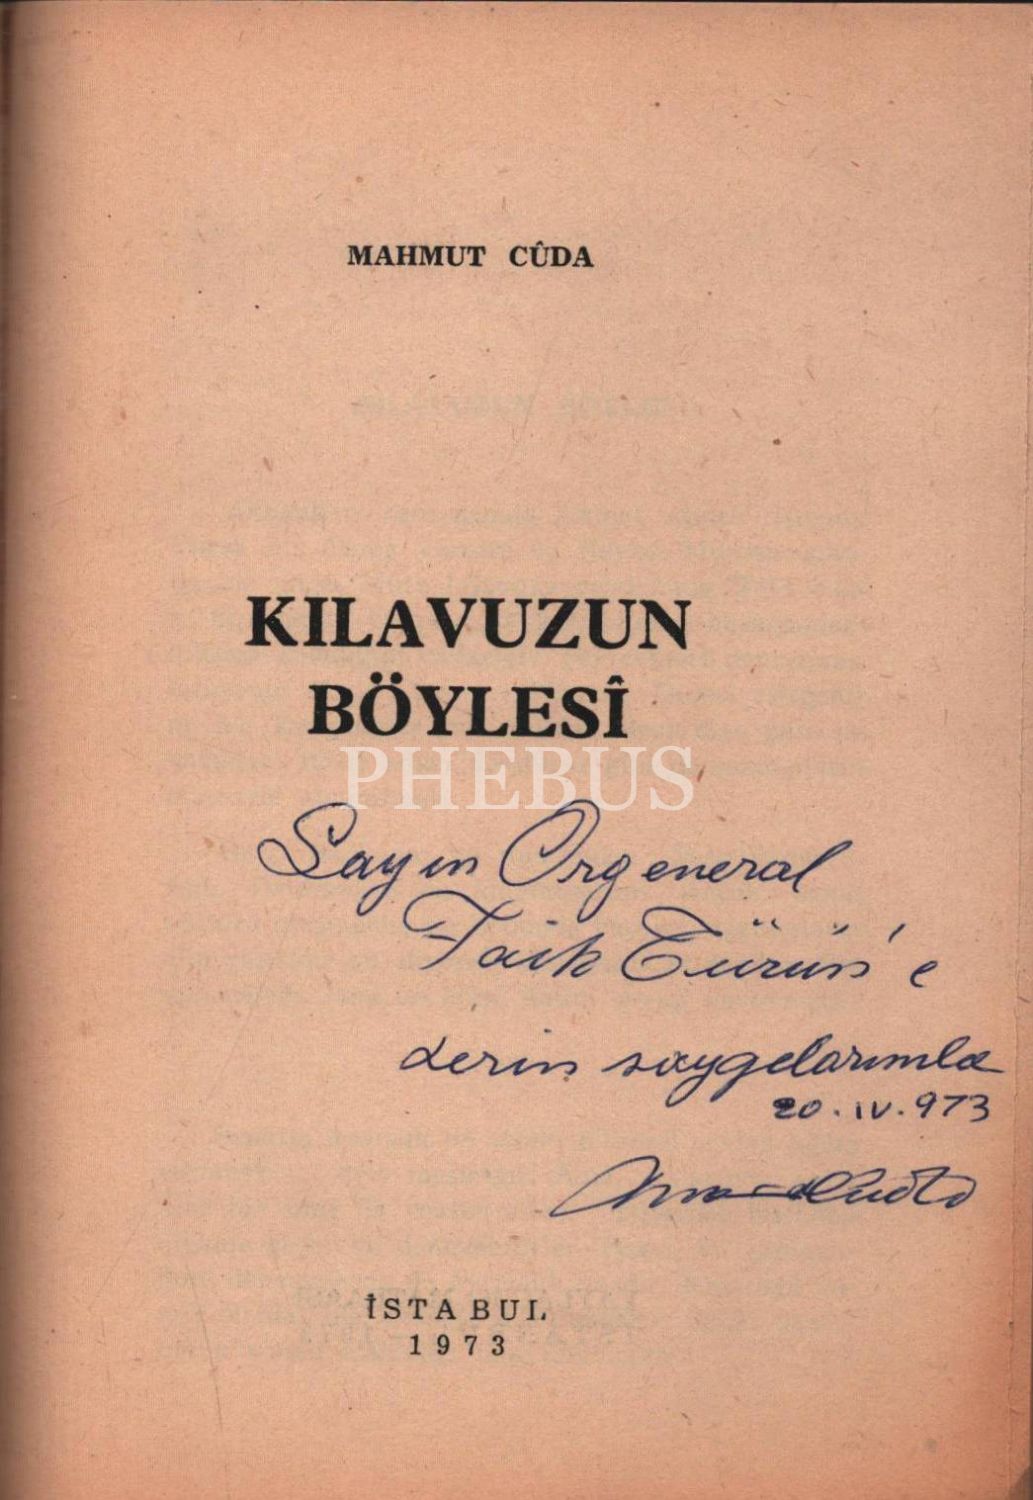 MAHMUT CÛDA
KILAVUZUN
BÖYLESÎ
PHEBUS
Sayın Orgeneral
Faik Türün'e
derin saygılarımla
20.IV.973
İSTABUL
1973